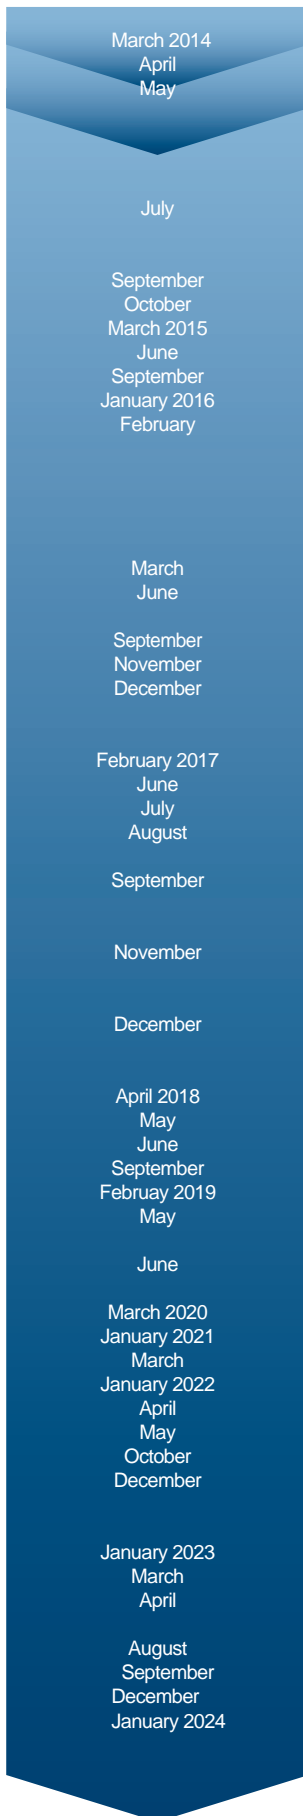 March 2014
April
May
July
September
October
March 2015
June
September
January 2016
February
March
June
September
November
December
February 2017
June
July
August
September
November
December
April 2018
May
June
September
Februay 2019
May
June
March 2020
January 2021
March
January 2022
April
May
October
December
January 2023
March
April
August
September
December
January 2024